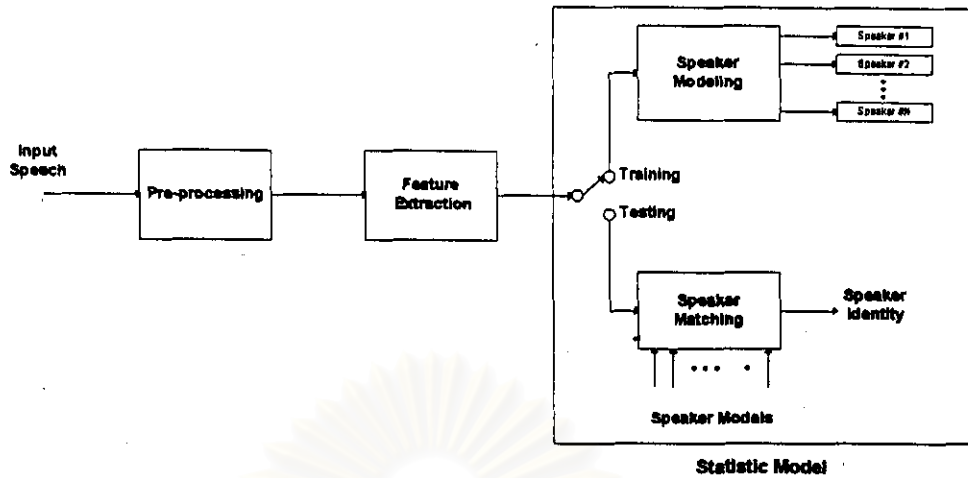 Input
Speech
Pre-processing
Feature
Extraction
Training
Testing
Speaker
Modeling
Speaker #1
Speaker #2
Speaker #N
Speaker
Matching
Speaker
Identity
Speaker Models
Statistic Model